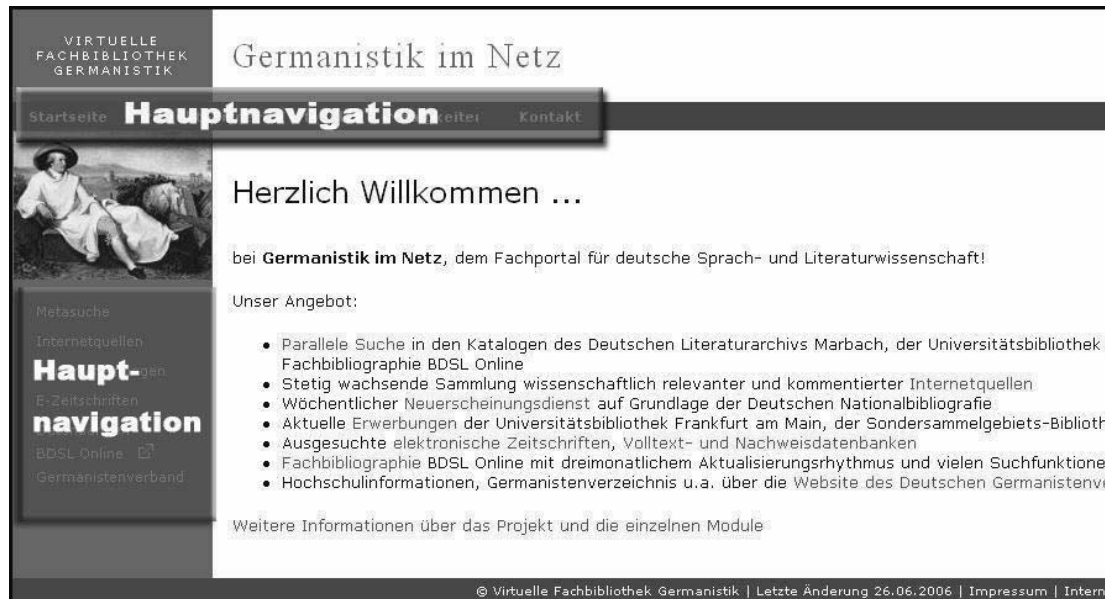 VIRTUELLE
FACHBIBLIOTHEK
GERMANISTIK
Germanistik im Netz
Startseite Hauptnavigation Kontakt
Herzlich Willkommen ...
bei Germanistik im Netz, dem Fachportal für deutsche Sprach- und Literaturwissenschaft!
Unser Angebot:
• Parallele Suche in den Katalogen des Deutschen Literaturarchivs Marbach, der Universitätsbibliothek
Fachbibliographie BDSL Online
• Stetig wachsende Sammlung wissenschaftlich relevanter und kommentierter Internetquellen
• Wöchentlicher Neuerscheinungsdienst auf Grundlage der Deutschen Nationalbibliografie
• Aktuelle Erwerbungen der Universitätsbibliothek Frankfurt am Main, der Sondersammelgebiets-Biblioth
• Ausgesuchte elektronische Zeitschriften, Volltext- und Nachweisdatenbanken
• Fachbibliographie BDSL Online mit dreimonatlichem Aktualisierungsrhythmus und vielen Suchfunktione
• Hochschulinformationen, Germanistenverzeichnis u.a. über die Website des Deutschen Germanistenve
Weitere Informationen über das Projekt und die einzelnen Module
Metasuche
Internetquellen
Haupt-
E-Zeitschriften
navigation
BDSL Online
Germanistenverband
© Virtuelle Fachbibliothek Germanistik | Letzte Änderung 26.06.2006 | Impressum | Intern